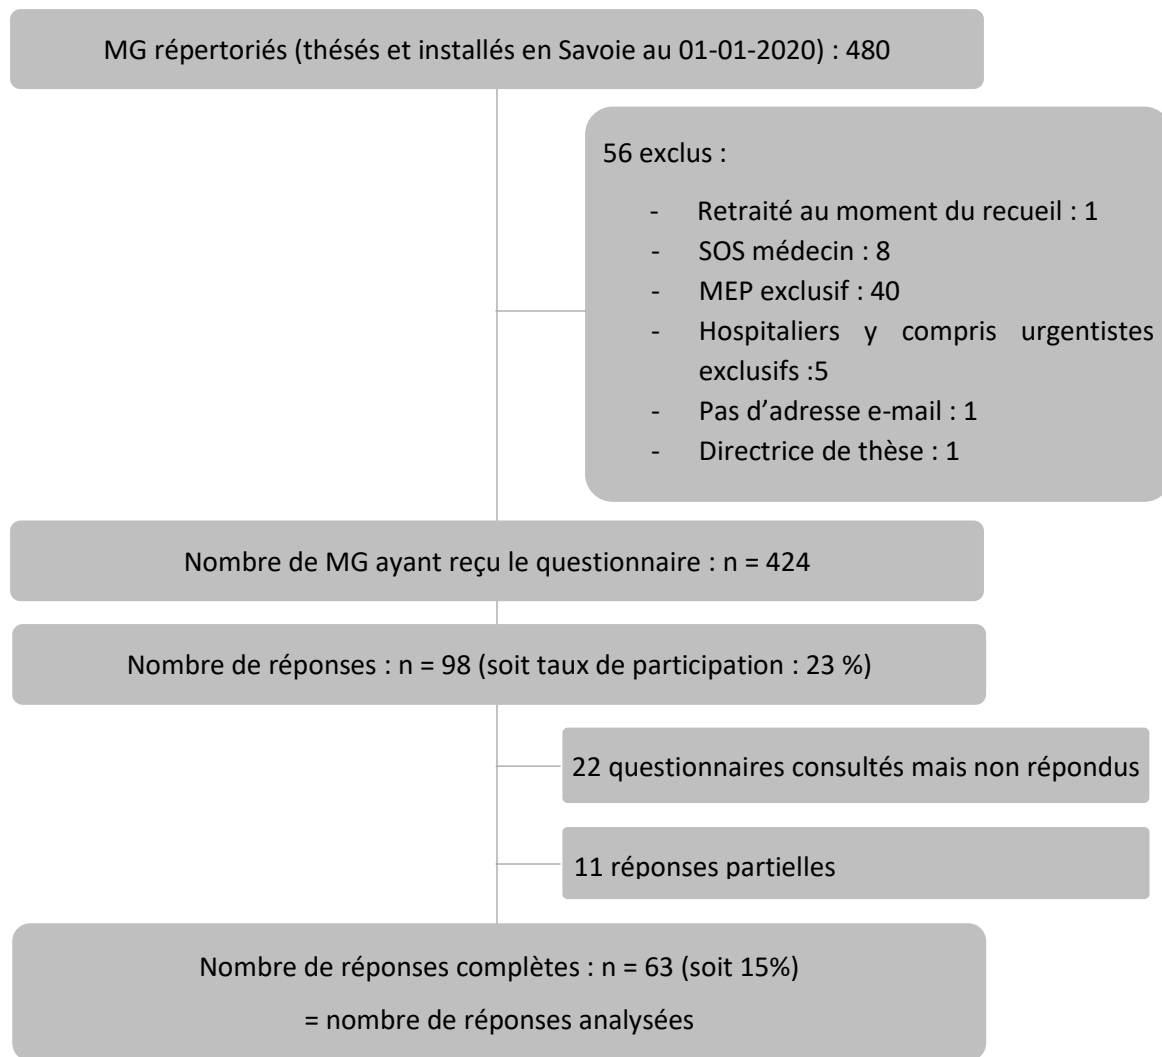 MG répertoriés (thésés et installés en Savoie au 01-01-2020) : 480
56 exclus :
- Retraité au moment du recueil : 1
- SOS médecin : 8
- MEP exclusif : 40
- Hospitaliers y compris urgentistes
exclusifs :5
- Pas d’adresse e-mail : 1
- Directrice de thèse : 1
Nombre de MG ayant reçu le questionnaire : n = 424
Nombre de réponses : n = 98 (soit taux de participation : 23 %)
22 questionnaires consultés mais non répondus
11 réponses partielles
Nombre de réponses complètes : n = 63 (soit 15%)
= nombre de réponses analysées